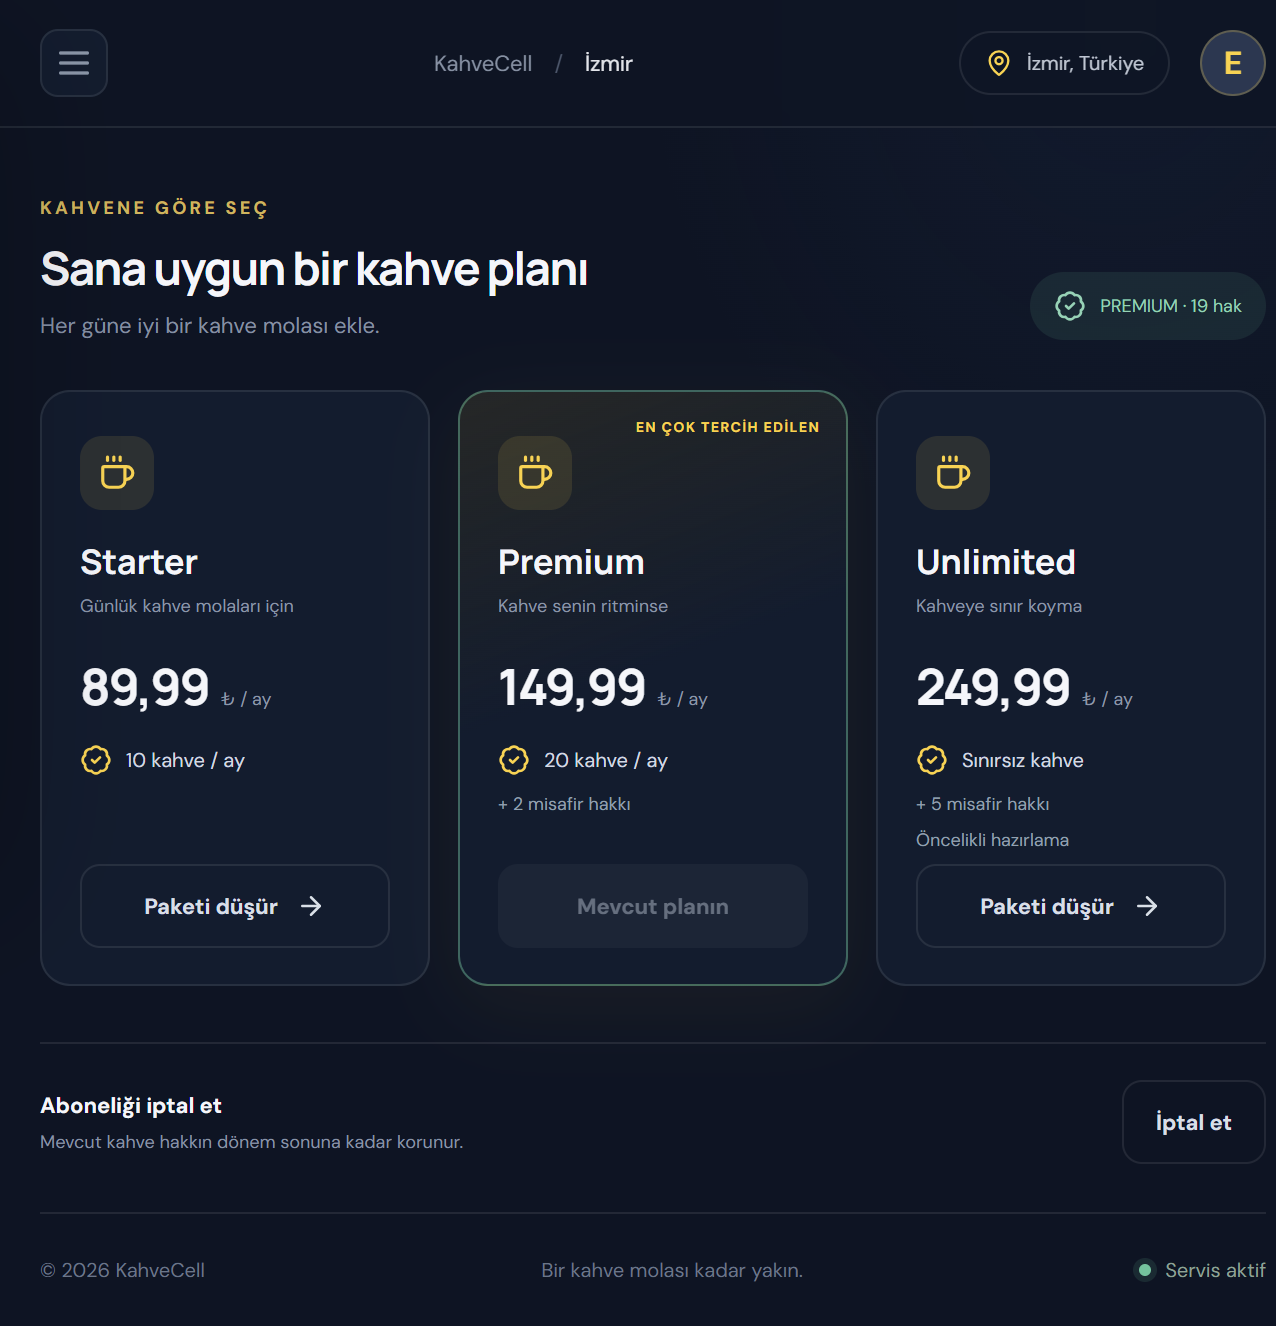 KahveCell / İzmir
İzmir, Türkiye
E
KAHVENE GÖRE SEÇ
Sana uygun bir kahve planı
Her güne iyi bir kahve molası ekle.
PREMIUM · 19 hak
Starter
Günlük kahve molaları için
89,99 ₺ / ay
10 kahve / ay
Paketi düşür
EN ÇOK TERCİH EDİLEN
Premium
Kahve senin ritminse
149,99 ₺ / ay
20 kahve / ay
+ 2 misafir hakkı
Mevcut planın
Unlimited
Kahveye sınır koyma
249,99 ₺ / ay
Sınırsız kahve
+ 5 misafir hakkı
Öncelikli hazırlama
Paketi düşür
Aboneliği iptal et
Mevcut kahve hakkın dönem sonuna kadar korunur.
İptal et
© 2026 KahveCell
Bir kahve molası kadar yakın.
Servis aktif